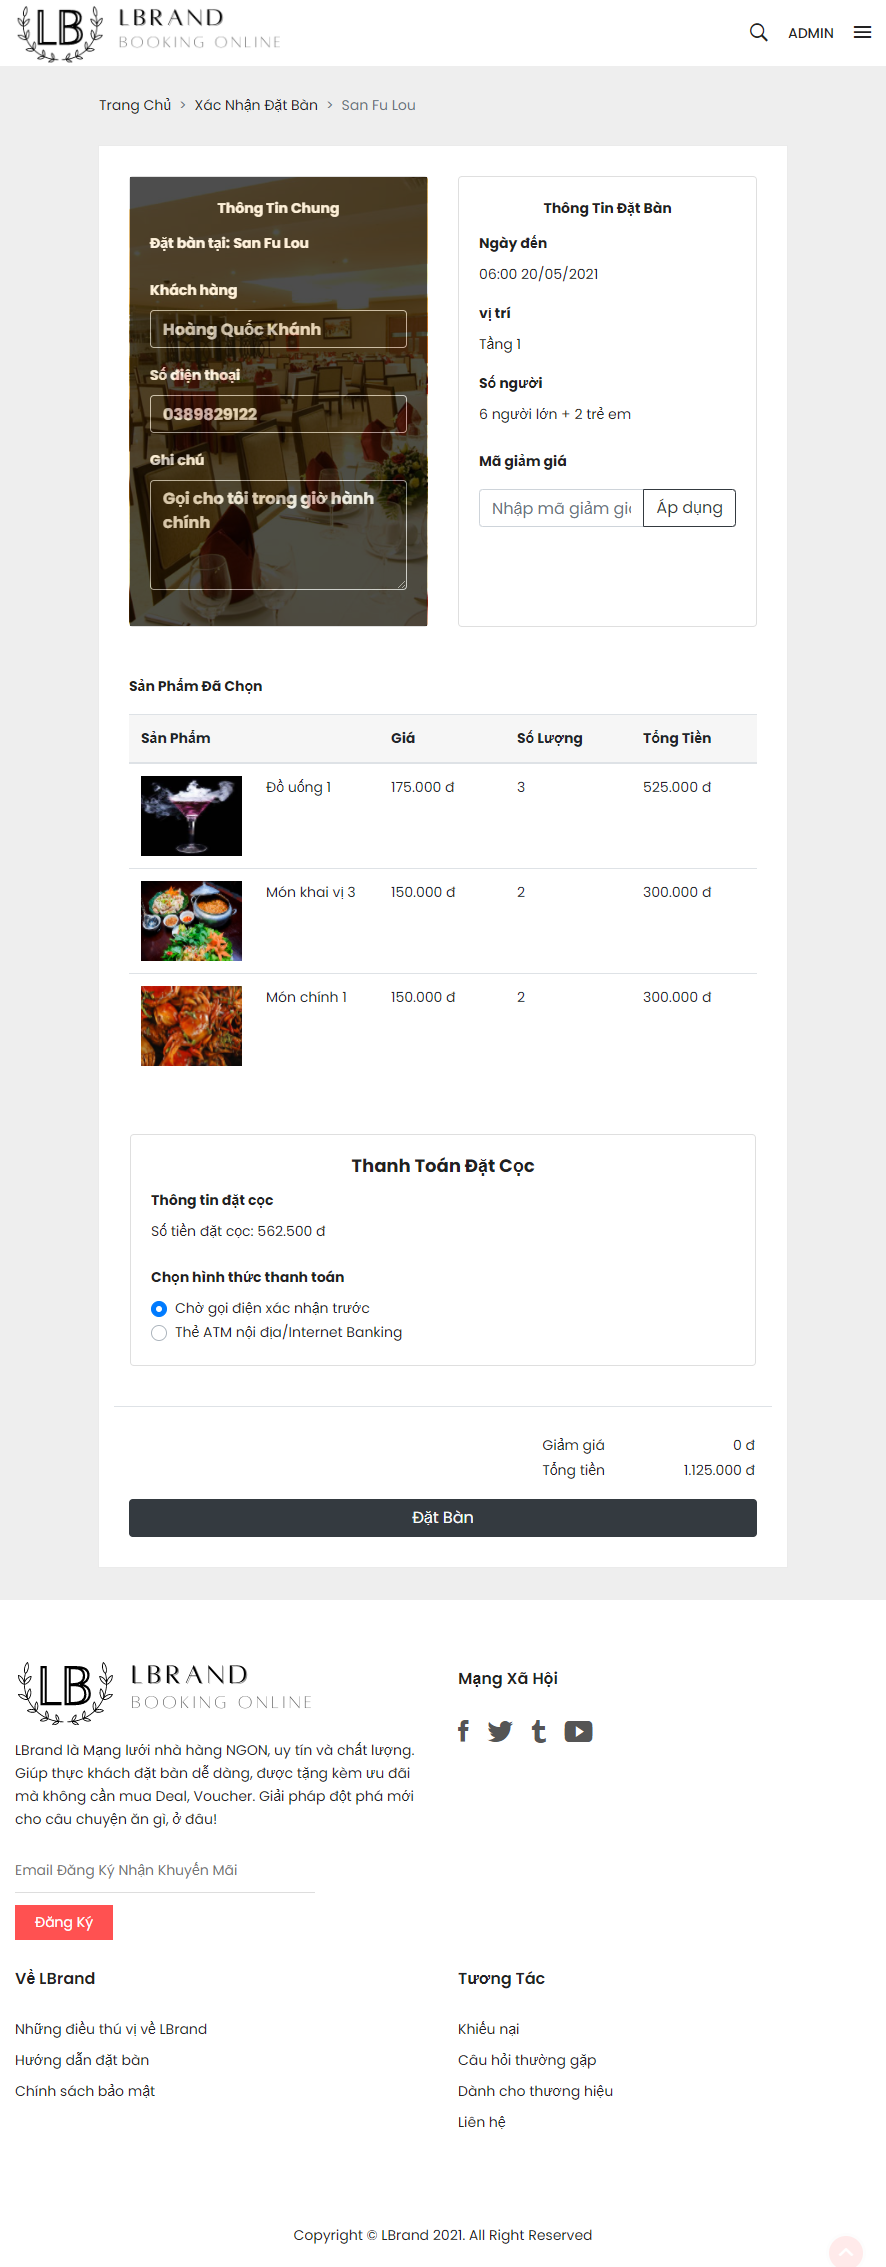 LB LBRAND
BOOKING ONLINE
ADMIN
Trang Chủ > Xác Nhận Đặt Bàn > San Fu Lou
Thông Tin Chung
Đặt bàn tại: San Fu Lou
Khách hàng
Hoàng Quốc Khánh
Số điện thoại
0389829122
Ghi chú
Gọi cho tôi trong giờ hành
chính
Thông Tin Đặt Bàn
Ngày đến
06:00 20/05/2021
vị trí
Tầng 1
Số người
6 người lớn + 2 trẻ em
Mã giảm giá
Nhập mã giảm giá Áp dụng
Sản Phẩm Đã Chọn
Sản Phẩm Giá Số Lượng Tổng Tiền
Đồ uống 1 175.000 đ 3 525.000 đ
Món khai vị 3 150.000 đ 2 300.000 đ
Món chính 1 150.000 đ 2 300.000 đ
Thanh Toán Đặt Cọc
Thông tin đặt cọc
Số tiền đặt cọc: 562.500 đ
Chọn hình thức thanh toán
Chờ gọi điện xác nhận trước
Thẻ ATM nội địa/Internet Banking
Giảm giá 0 đ
Tổng tiền 1.125.000 đ
Đặt Bàn
LB LBRAND
BOOKING ONLINE
LBrand là Mạng lưới nhà hàng NGON, uy tín và chất lượng.
Giúp thực khách đặt bàn dễ dàng, được tặng kèm ưu đãi
mà không cần mua Deal, Voucher. Giải pháp đột phá mới
cho câu chuyện ăn gì, ở đâu!
Email Đăng Ký Nhận Khuyến Mãi
Đăng Ký
Mạng Xã Hội
Về LBrand
Những điều thú vị về LBrand
Hướng dẫn đặt bàn
Chính sách bảo mật
Tương Tác
Khiếu nại
Câu hỏi thường gặp
Dành cho thương hiệu
Liên hệ
Copyright © LBrand 2021. All Right Reserved